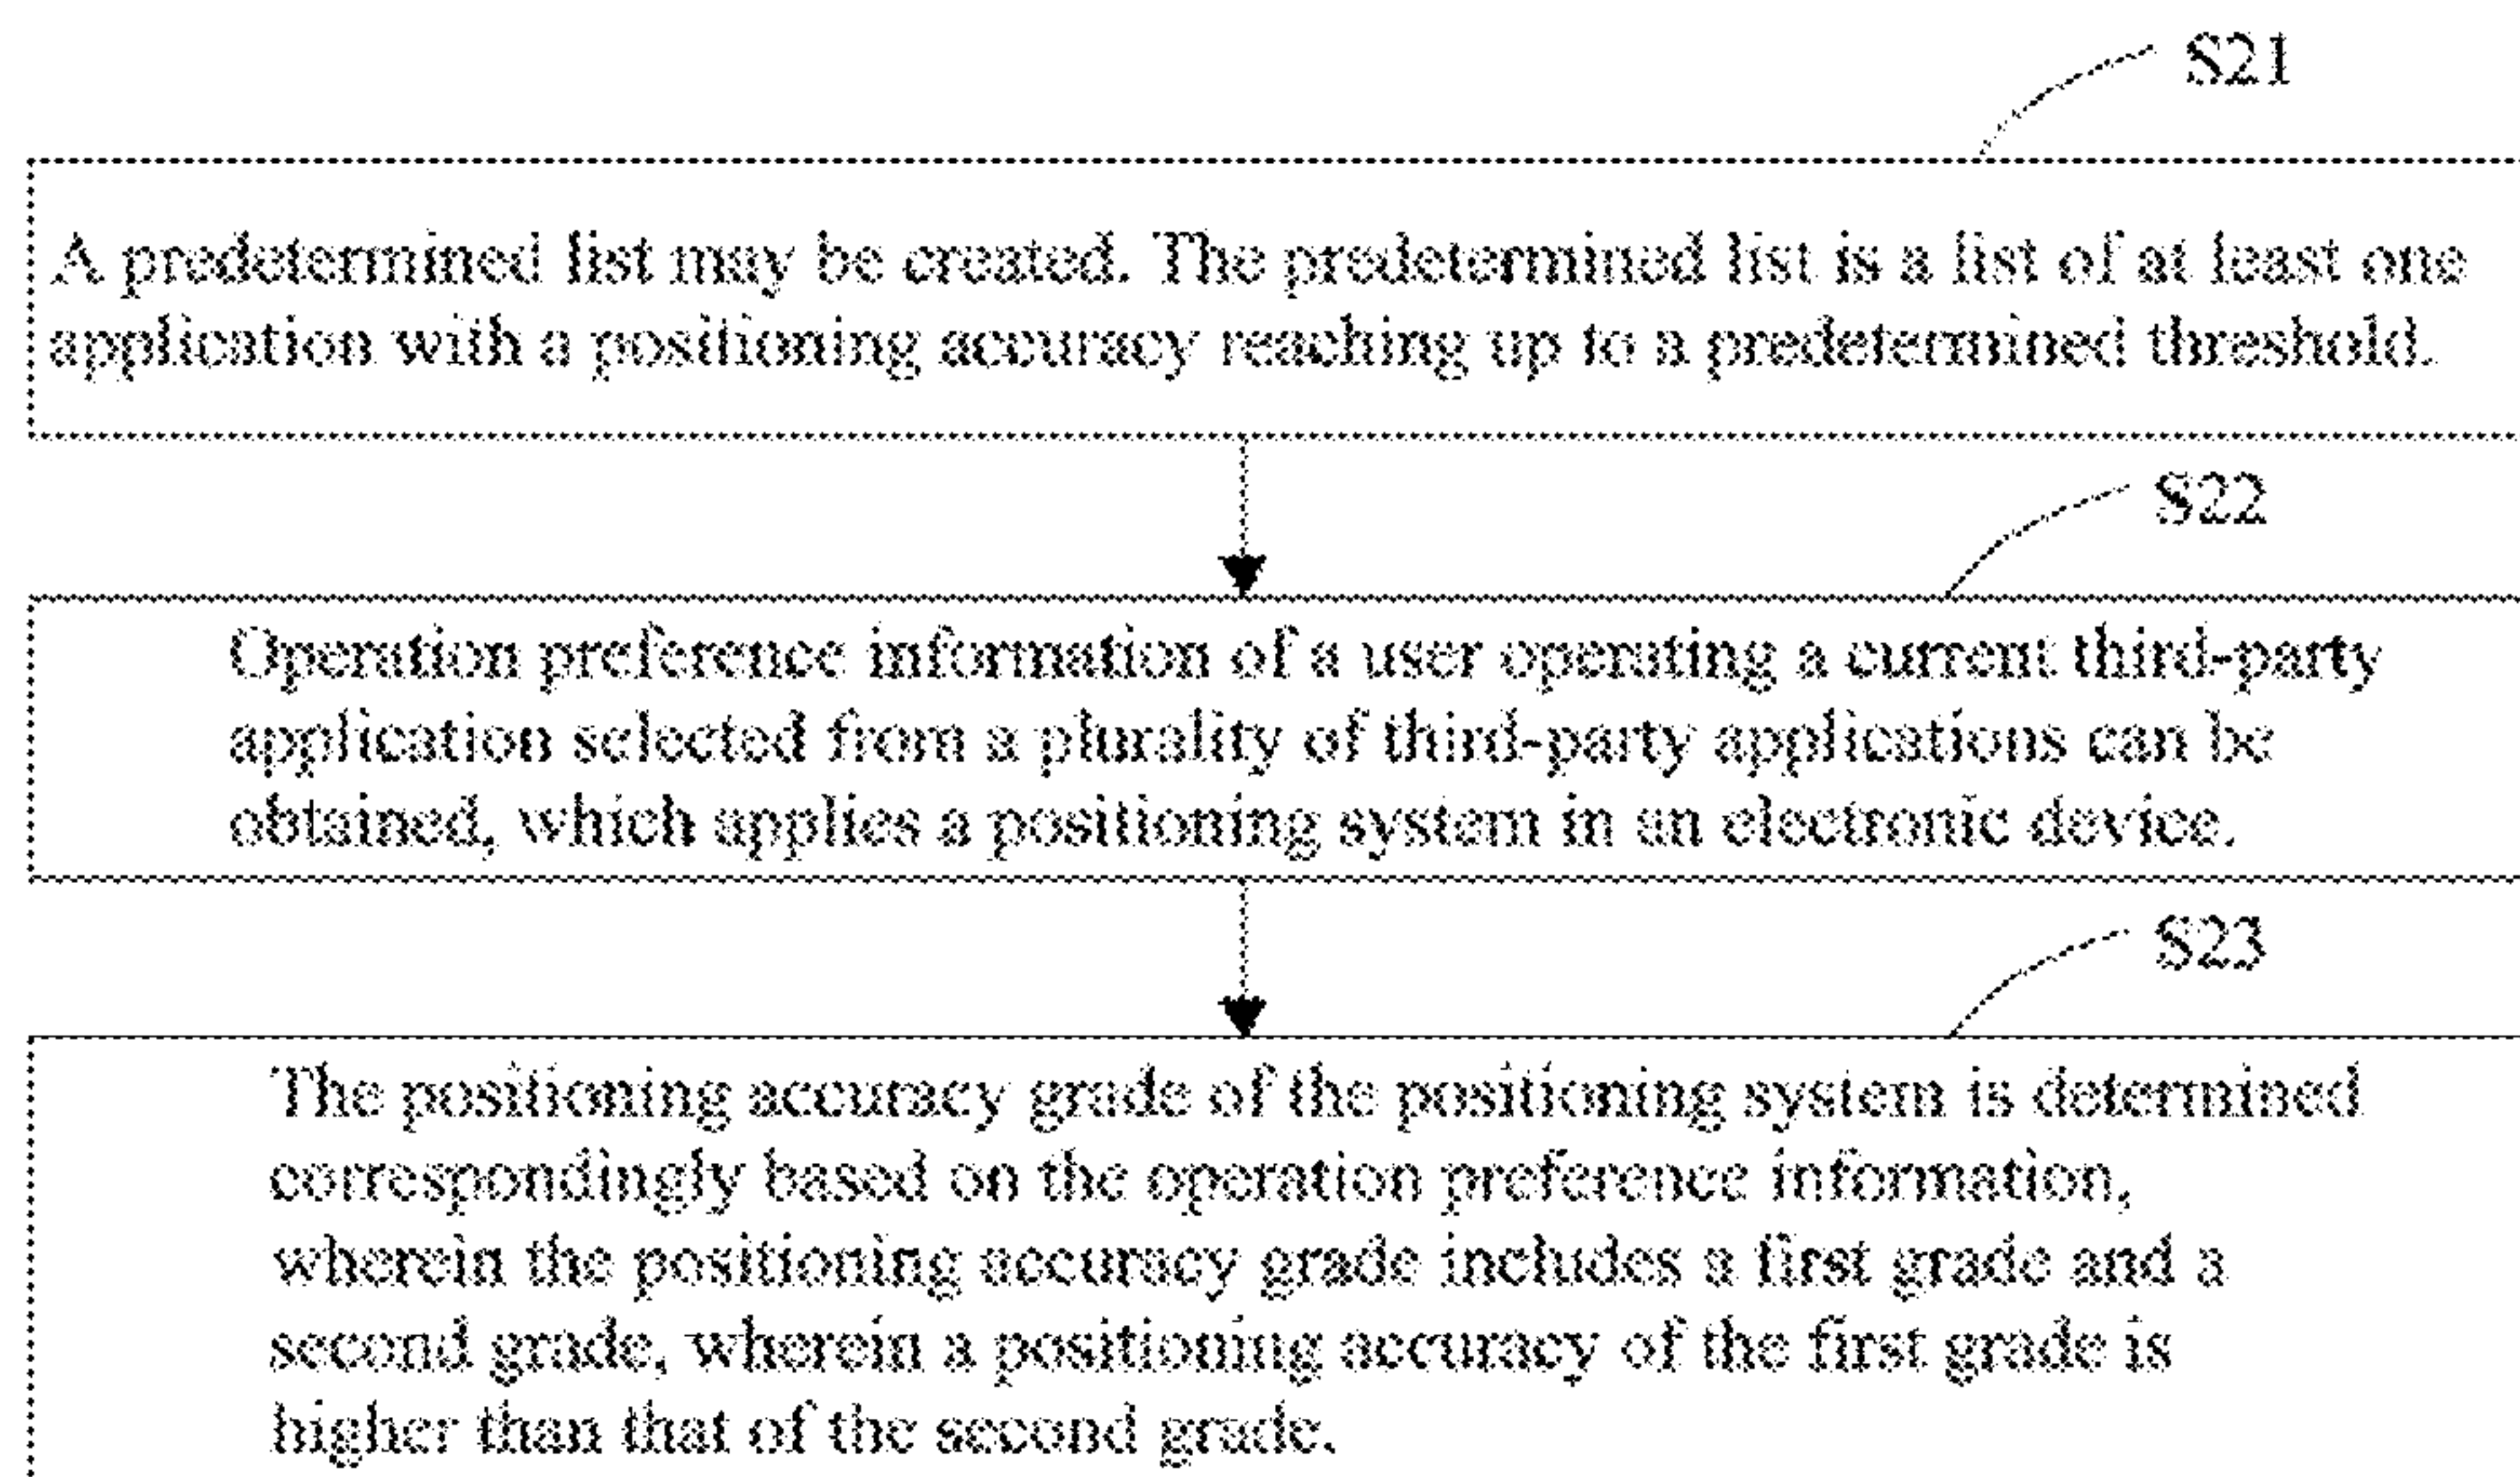 S21
A predetermined list may be created. The predetermined list is a list of at least one
application with a positioning accuracy reaching up to a predetermined threshold.
S22
Operation preference information of a user operating a current third-party
application selected from a plurality of third-party applications can be
obtained, which applies a positioning system in an electronic device.
S23
The positioning accuracy grade of the positioning system is determined
correspondingly based on the operation preference information,
wherein the positioning accuracy grade includes a first grade and a
second grade, wherein a positioning accuracy of the first grade is
higher than that of the second grade.